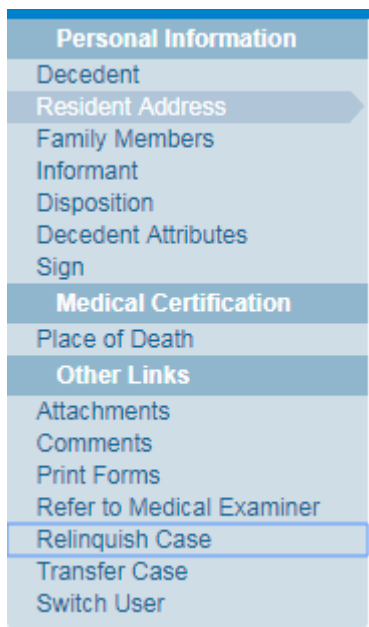 Personal Information
Decedent
Resident Address
Family Members
Informant
Disposition
Decedent Attributes
Sign
Medical Certification
Place of Death
Other Links
Attachments
Comments
Print Forms
Refer to Medical Examiner
Relinquish Case
Transfer Case
Switch User